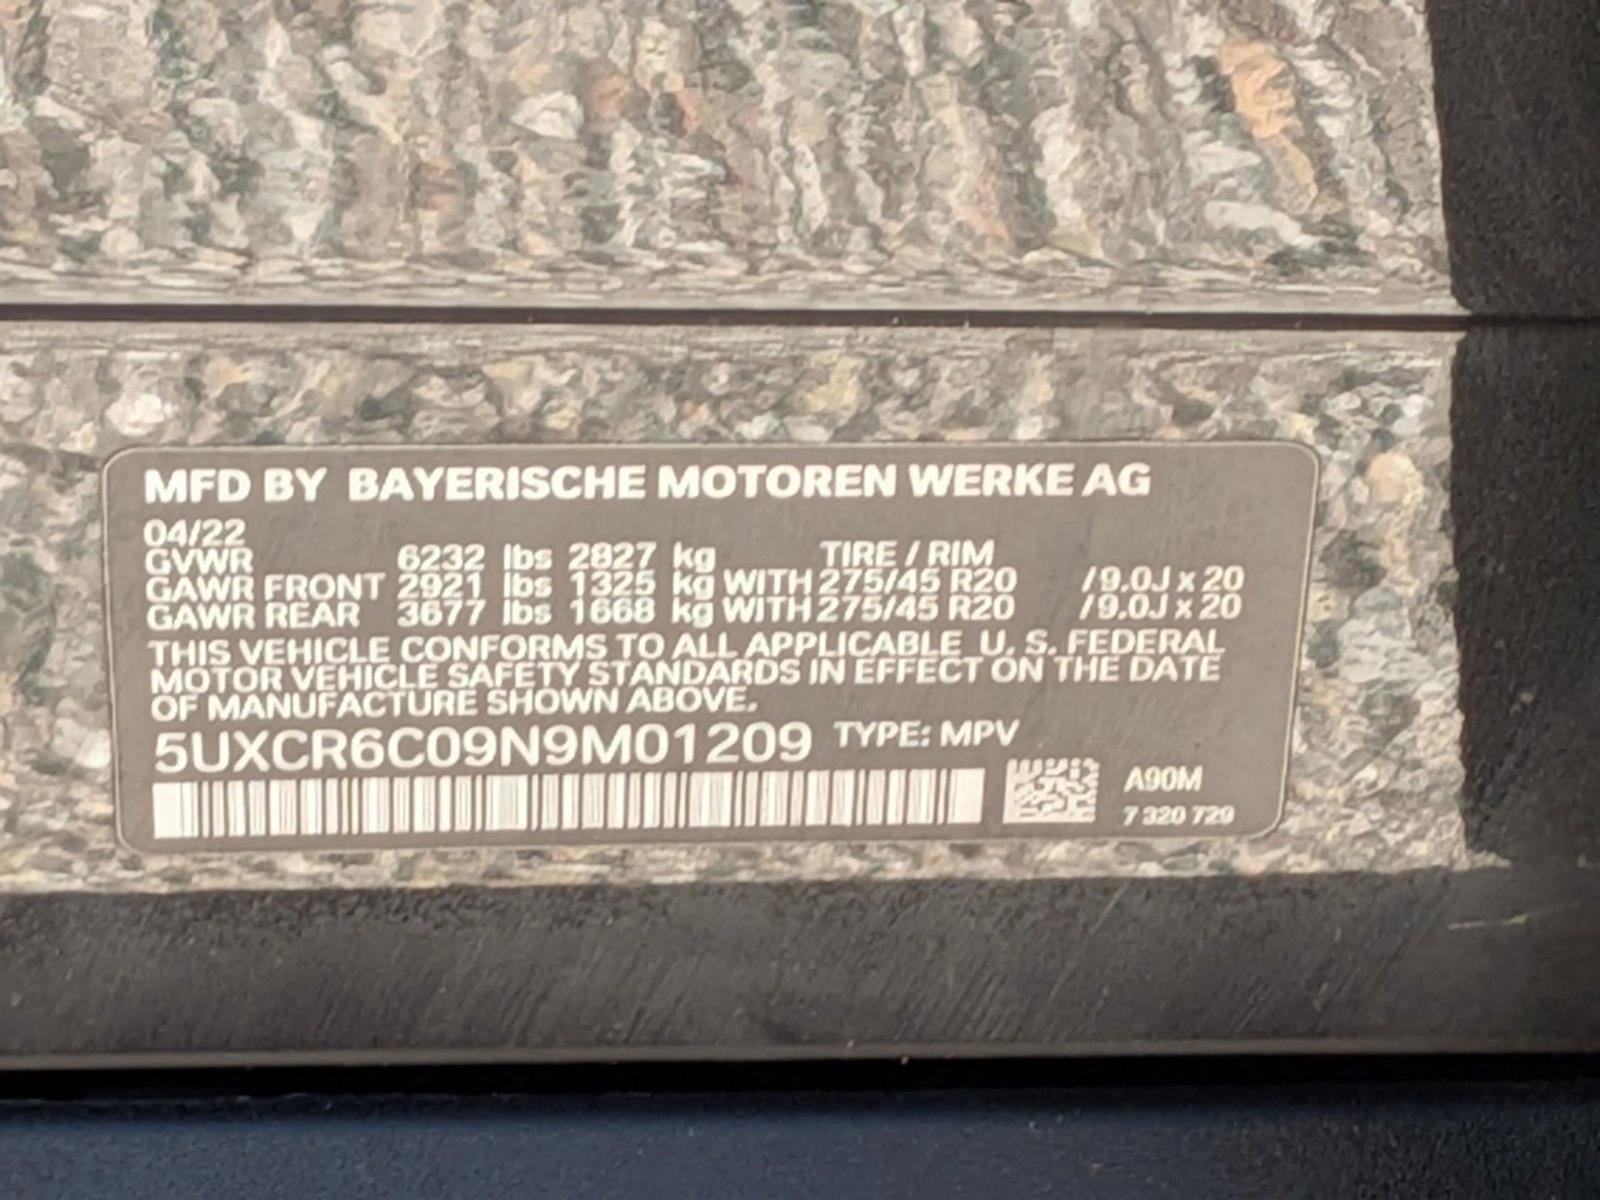 MFD BY BAYERISCHE MOTOREN WERKE AG
04/22
GVWR 6232 lbs 2827 kg TIRE / RIM
GAWR FRONT 2921 lbs 1325 kg WITH 275/45 R20 /9.0J x 20
GAWR REAR 3677 lbs 1668 kg WITH 275/45 R20 /9.0J x 20
THIS VEHICLE CONFORMS TO ALL APPLICABLE U. S. FEDERAL
MOTOR VEHICLE SAFETY STANDARDS IN EFFECT ON THE DATE
OF MANUFACTURE SHOWN ABOVE.
5UXCR6C09N9M01209 TYPE: MPV
A90M
7 320 729